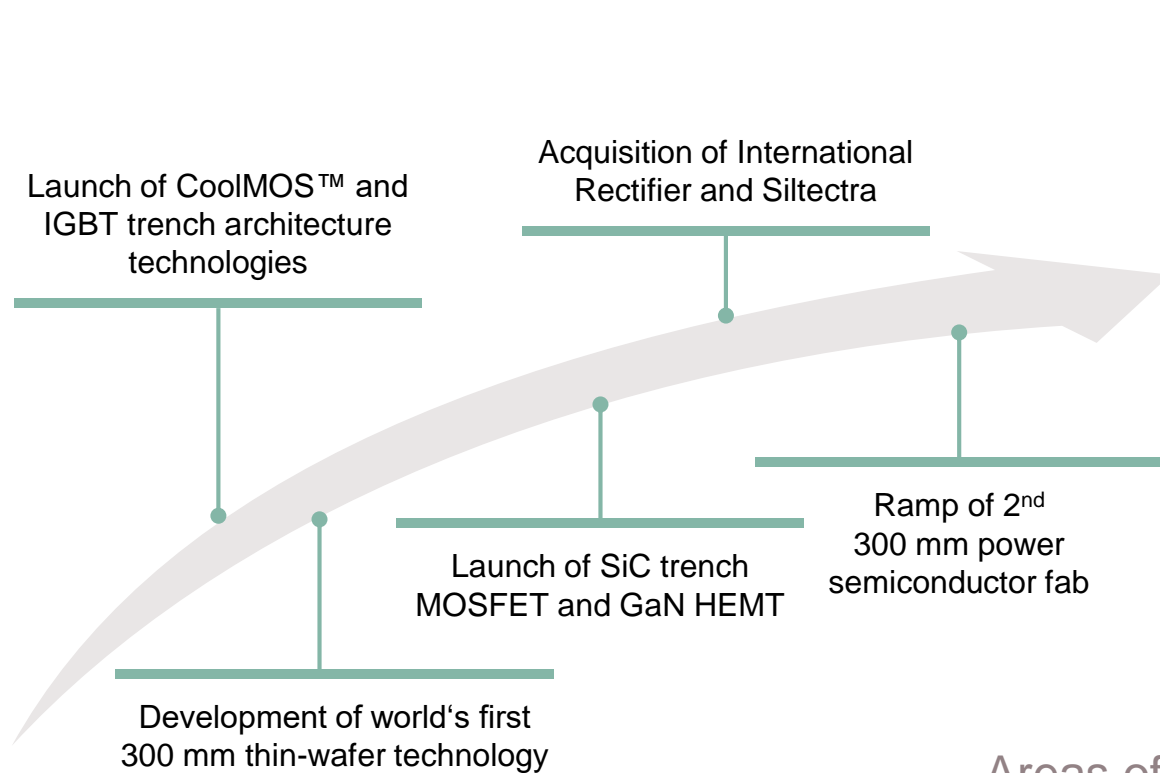 Launch of CoolMOS™ and
IGBT trench architecture
technologies
Acquisition of International
Rectifier and Siltectra
Ramp of 2nd
300 mm power
semiconductor fab
Launch of SiC trench
MOSFET and GaN HEMT
Development of world‘s first
300 mm thin-wafer technology
Areas of